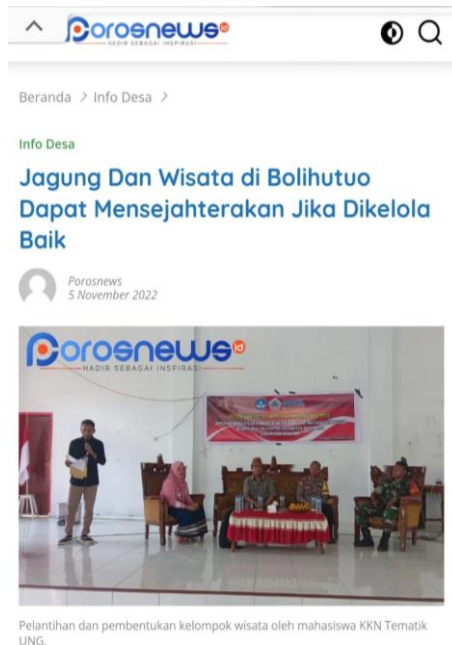 Porosnews id
HADIR SEBAGAI INSPIRASI
Beranda > Info Desa >
Info Desa
Jagung Dan Wisata di Bolihutuo
Dapat Mensejahterakan Jika Dikelola
Baik
Porosnews
5 November 2022
Porosnews id
HADIR SEBAGAI INSPIRASI
Pelantihan dan pembentukan kelompok wisata oleh mahasiswa KKN Tematik
UNG.